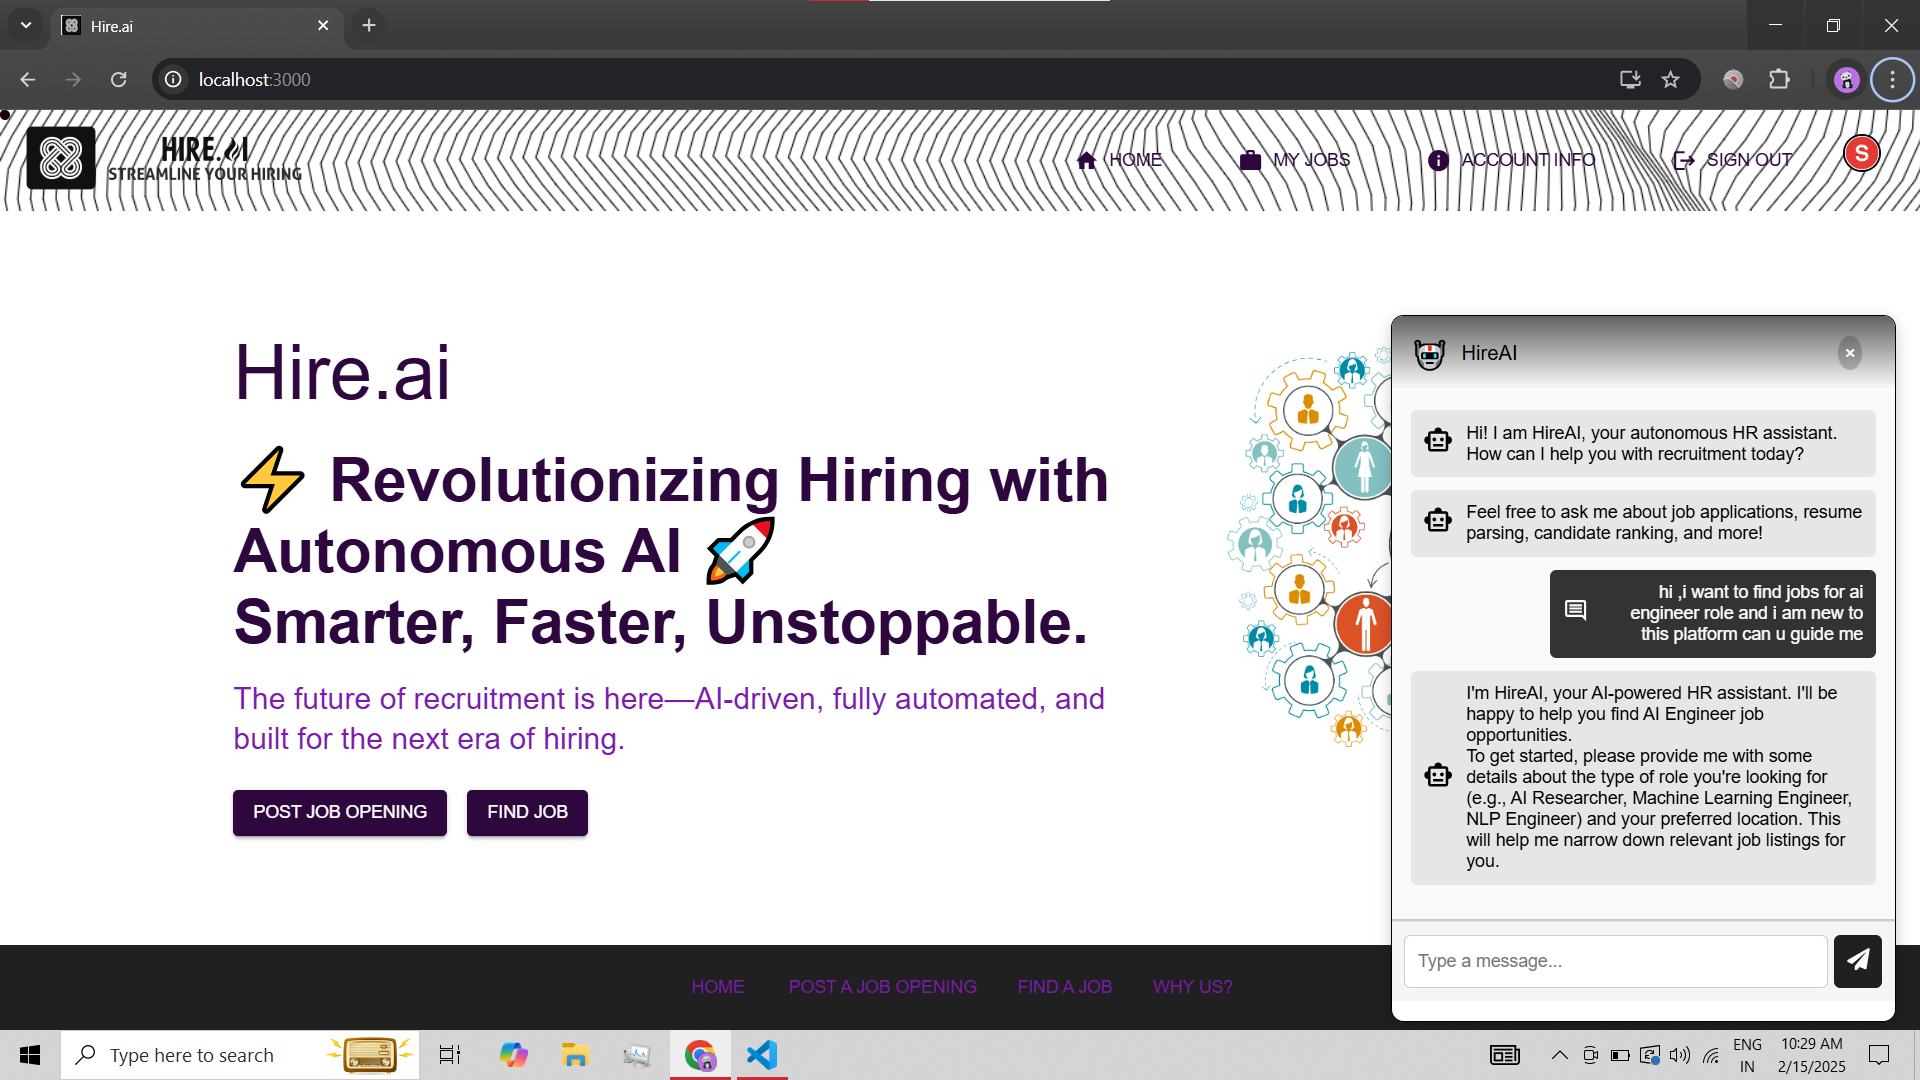 Hire.ai
localhost:3000
HIRE.AI
STREAMLINE YOUR HIRING
HOME
MY JOBS
ACCOUNT INFO
SIGN OUT
S
Hire.ai
⚡ Revolutionizing Hiring with
Autonomous AI 🚀
Smarter, Faster, Unstoppable.
The future of recruitment is here—AI-driven, fully automated, and
built for the next era of hiring.
POST JOB OPENING
FIND JOB
HireAI
×
Hi! I am HireAI, your autonomous HR assistant.
How can I help you with recruitment today?
Feel free to ask me about job applications, resume
parsing, candidate ranking, and more!
hi ,i want to find jobs for ai
engineer role and i am new to
this platform can u guide me
I'm HireAI, your AI-powered HR assistant. I'll be
happy to help you find AI Engineer job
opportunities.
To get started, please provide me with some
details about the type of role you're looking for
(e.g., AI Researcher, Machine Learning Engineer,
NLP Engineer) and your preferred location. This
will help me narrow down relevant job listings for
you.
Type a message...
HOME
POST A JOB OPENING
FIND A JOB
WHY US?
Type here to search
ENG
IN
10:29 AM
2/15/2025